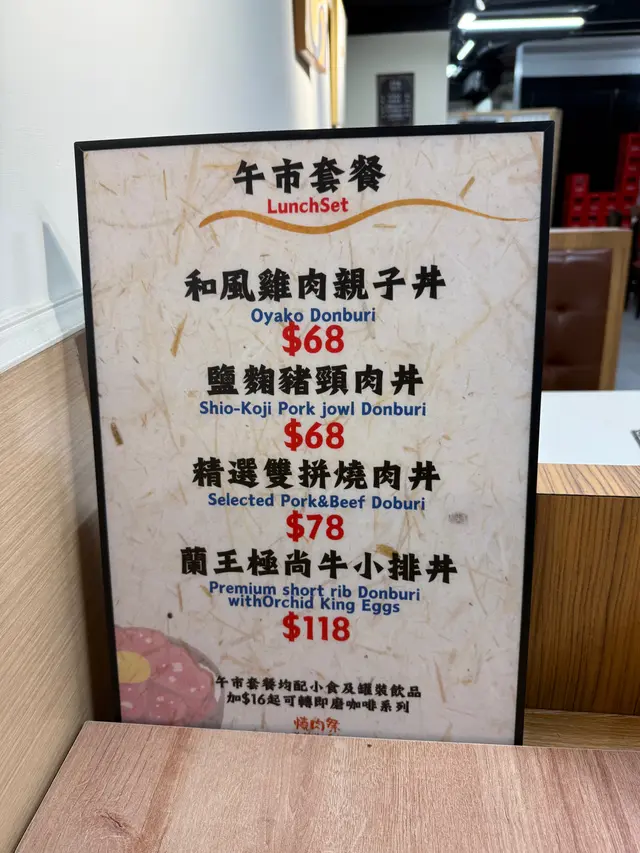 午市套餐
LunchSet
和風雞肉親子丼
Oyako Donburi
$68
鹽麴豬頸肉丼
Shio-Koji Pork jowl Donburi
$68
精選雙拼燒肉丼
Selected Pork&Beef Doburi
$78
蘭王極尚牛小排丼
Premium short rib Donburi
withOrchid King Eggs
$118
午市套餐均配小食及罐裝飲品
加$16起可轉即磨咖啡系列